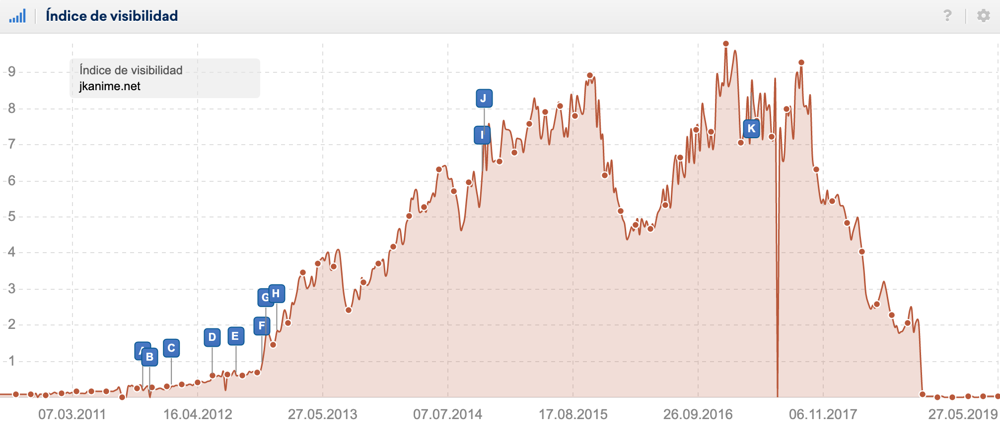 Índice de visibilidad
?
Índice de visibilidad
jkanime.net
9
8
7
6
5
4
3
2
1
A
B
C
D
E
F
G
H
I
J
K
07.03.2011
16.04.2012
27.05.2013
07.07.2014
17.08.2015
26.09.2016
06.11.2017
27.05.2019